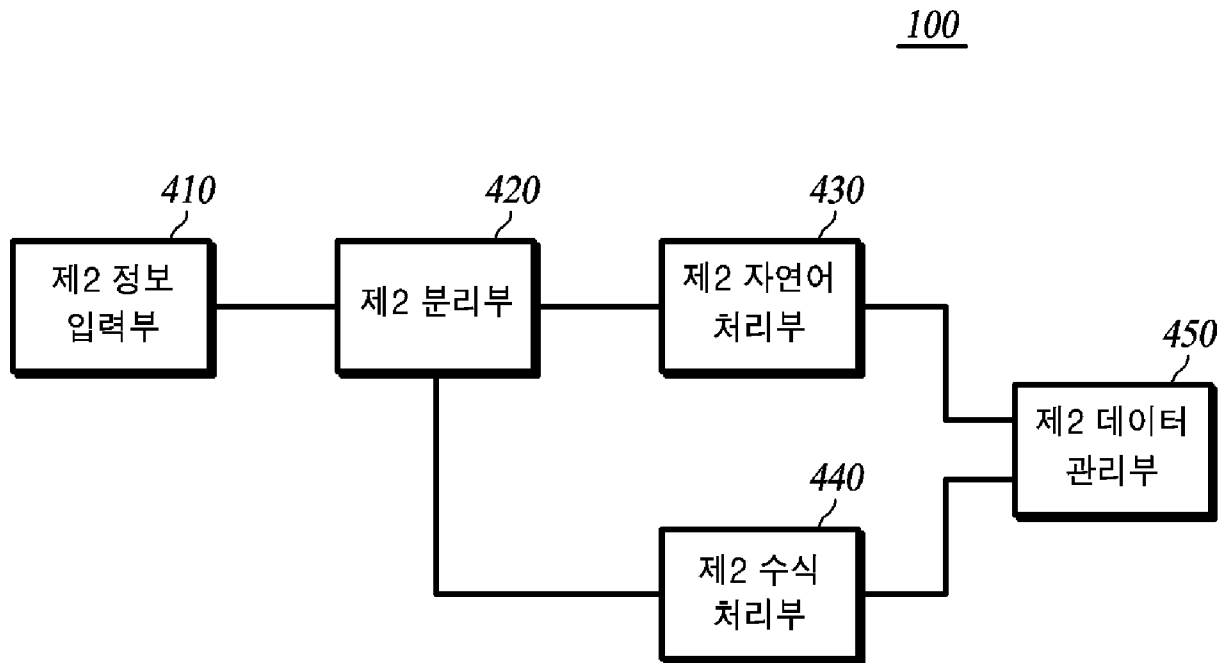 100
410
제2 정보
입력부
420
제2 분리부
430
제2 자연어
처리부
440
제2 수식
처리부
450
제2 데이터
관리부